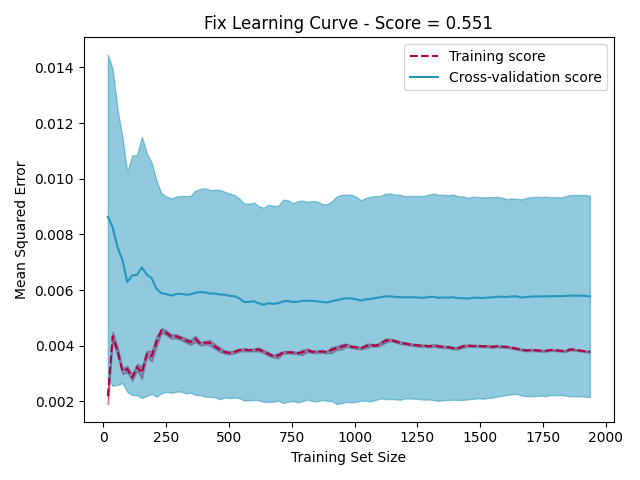 Fix Learning Curve - Score = 0.551
Training score
Cross-validation score
0.014
0.012
0.010
0.008
0.006
0.004
0.002
Mean Squared Error
0 250 500 750 1000 1250 1500 1750 2000
Training Set Size